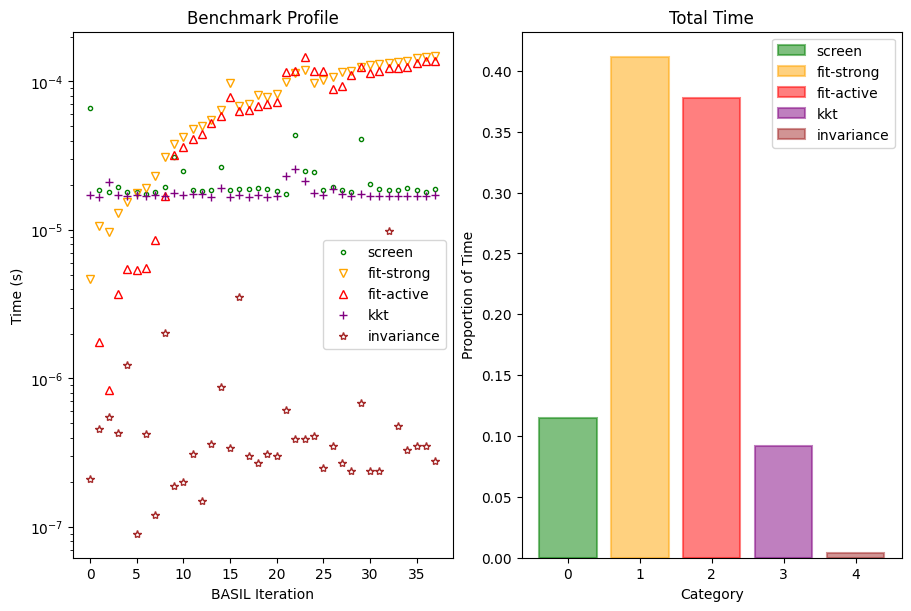 Benchmark Profile
Time (s)
10⁻⁴
10⁻⁵
10⁻⁶
10⁻⁷
screen
fit-strong
fit-active
kkt
invariance
0 5 10 15 20 25 30 35
BASIL Iteration
Total Time
Proportion of Time
0.40
0.35
0.30
0.25
0.20
0.15
0.10
0.05
0.00
screen
fit-strong
fit-active
kkt
invariance
0 1 2 3 4
Category